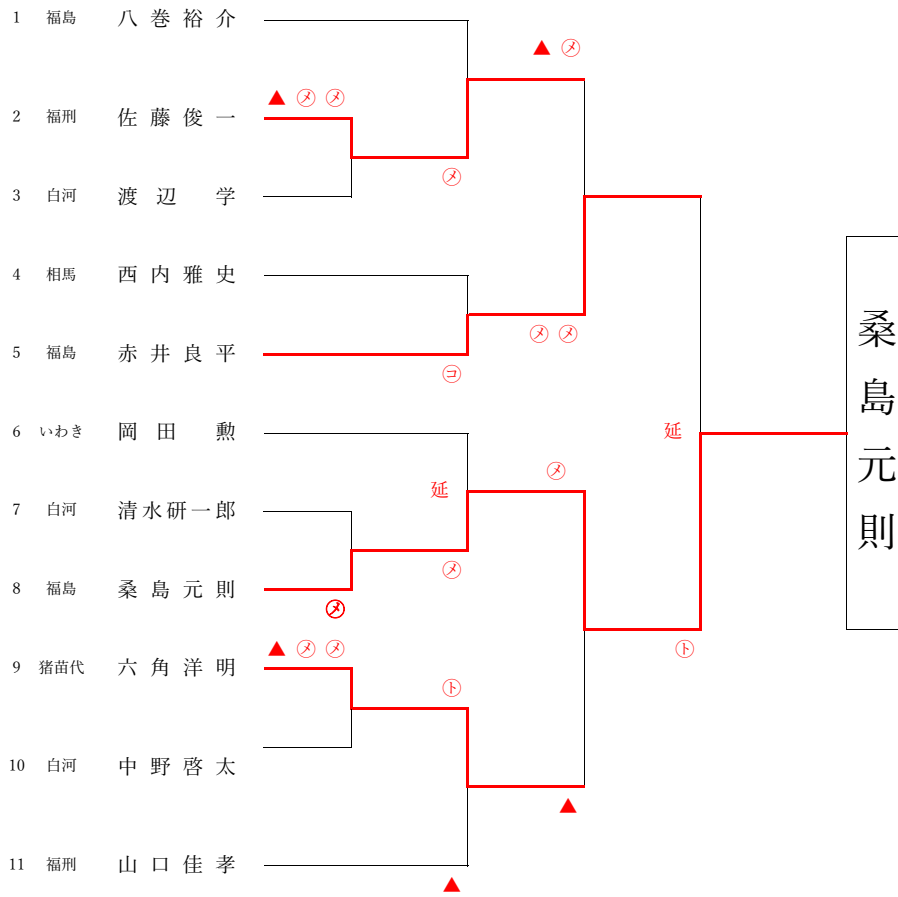 1 福島 八巻裕介
▲ ㋱
▲ ㋱ ㋱
2 福刑 佐藤俊一
㋱
3 白河 渡辺 学
4 相馬 西内雅史
㋱ ㋱
5 福島 赤井良平
㋙
6 いわき 岡田 勲
延
㋱
延
7 白河 清水研一郎
㋱
8 福島 桑島元則
㋱
▲ ㋱ ㋱
㋣
9 猪苗代 六角洋明
㋣
10 白河 中野啓太
▲
11 福刑 山口佳孝
▲
桑島元則